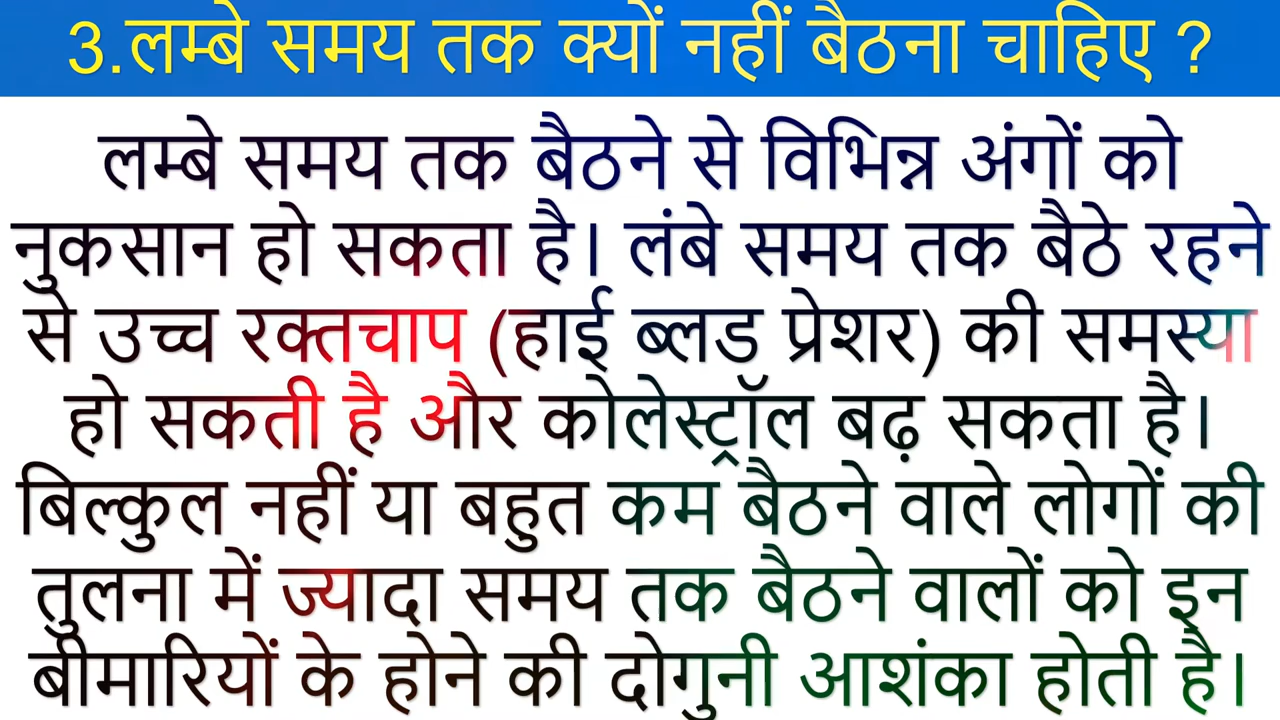 3.लम्बे समय तक क्यों नहीं बैठना चाहिए ?
लम्बे समय तक बैठने से विभिन्न अंगों को
नुकसान हो सकता है। लंबे समय तक बैठे रहने
से उच्च रक्तचाप (हाई ब्लड प्रेशर) की समस्या
हो सकती है और कोलेस्ट्रॉल बढ़ सकता है।
बिल्कुल नहीं या बहुत कम बैठने वाले लोगों की
तुलना में ज्यादा समय तक बैठने वालों को इन
बीमारियों के होने की दोगुनी आशंका होती है।